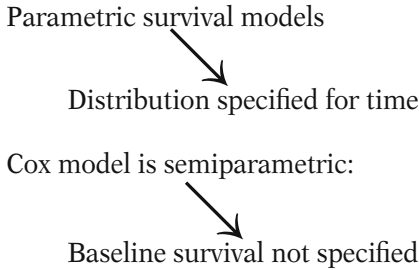 Parametric survival models
Distribution specified for time
Cox model is semiparametric:
Baseline survival not specified